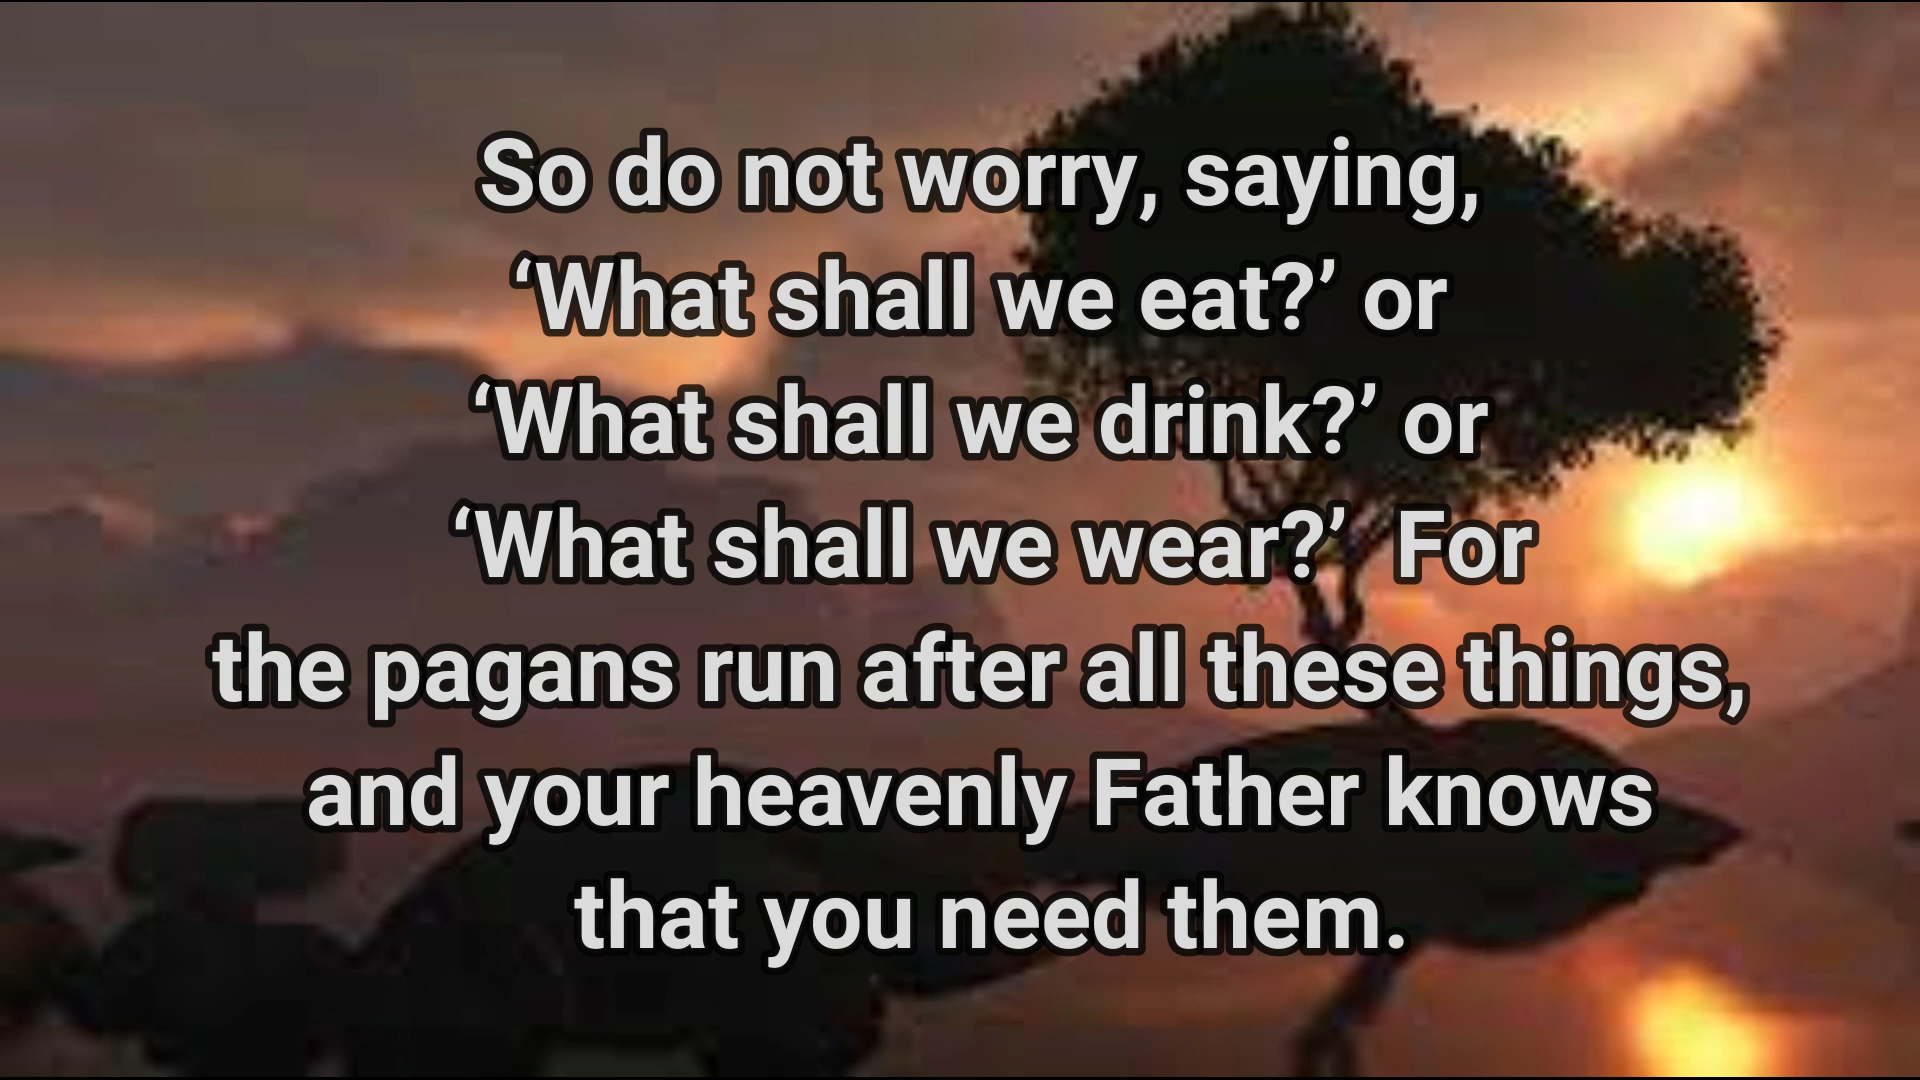 So do not worry, saying,
‘What shall we eat?’ or
‘What shall we drink?’ or
‘What shall we wear?’  For
the pagans run after all these things,
and your heavenly Father knows
that you need them.